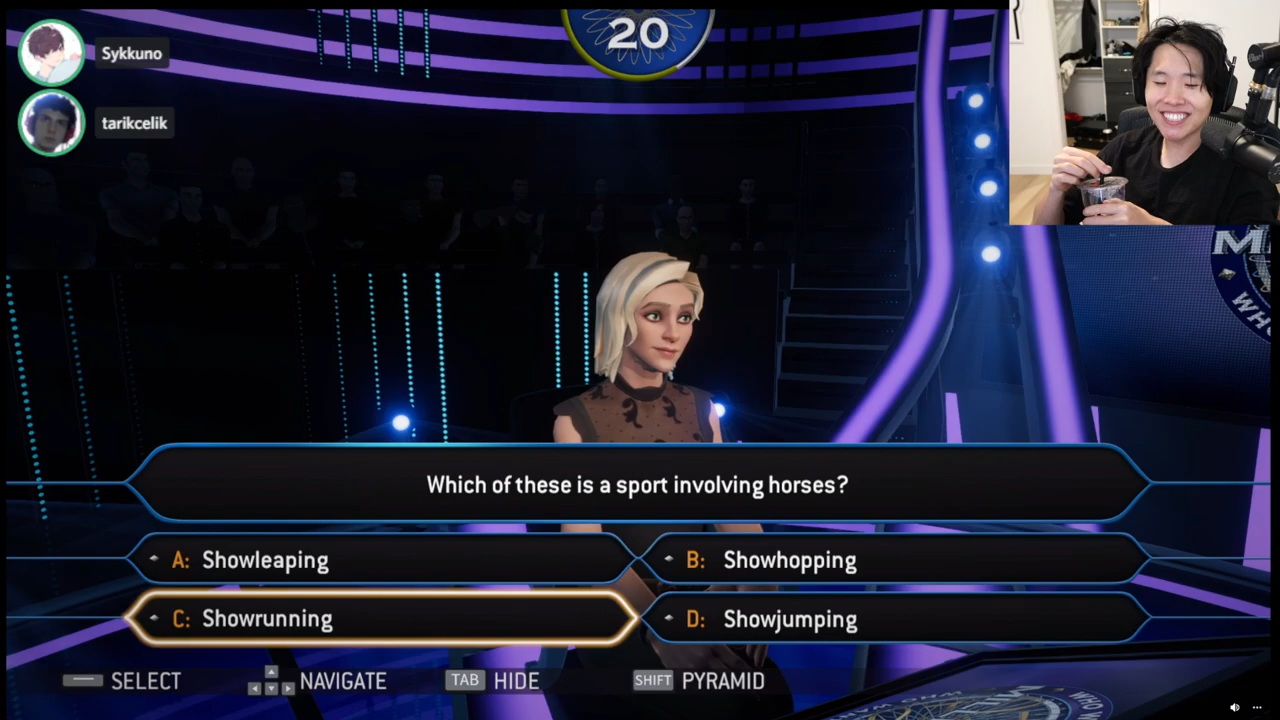 20
Sykkuno
tarikcelik
Which of these is a sport involving horses?
A: Showleaping
B: Showhopping
C: Showrunning
D: Showjumping
SELECT
NAVIGATE
TAB HIDE
SHIFT PYRAMID